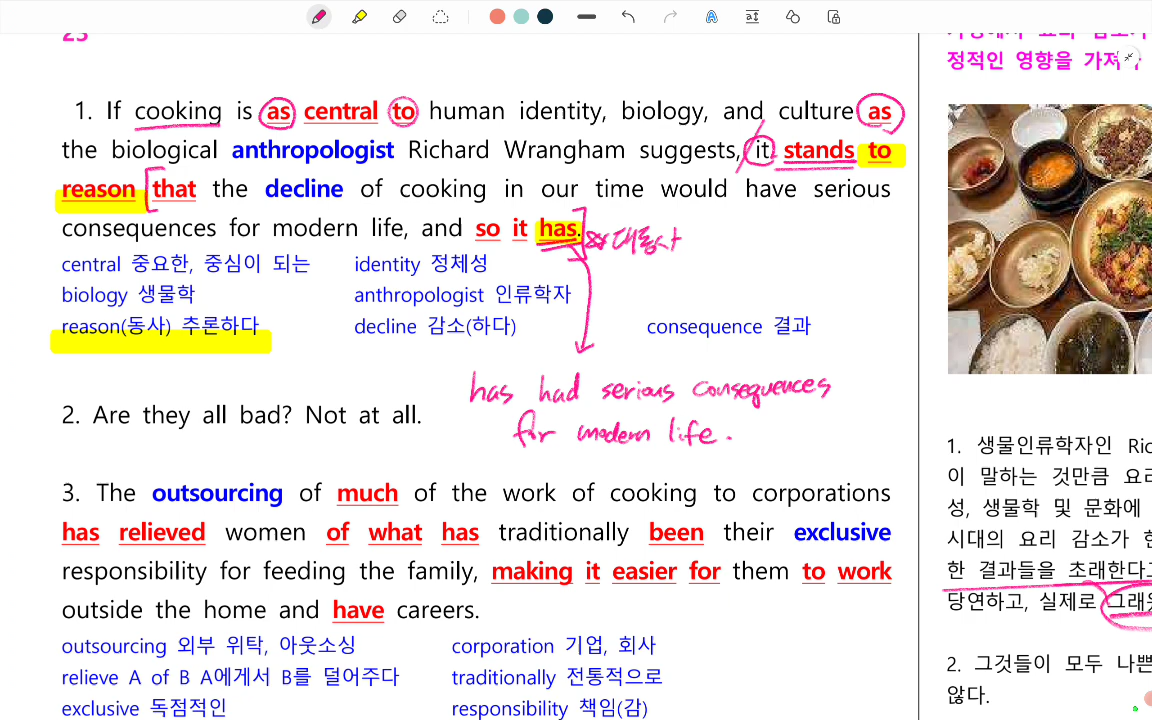 23
정적인 영향을 가져
1. If cooking is as central to human identity, biology, and culture as
the biological anthropologist Richard Wrangham suggests, it stands to
reason that the decline of cooking in our time would have serious
consequences for modern life, and so it has.
대동사
central 중요한, 중심이 되는 identity 정체성
biology 생물학 anthropologist 인류학자
reason(동사) 추론하다 decline 감소(하다) consequence 결과
has had serious consequences
for modern life.
2. Are they all bad? Not at all.
3. The outsourcing of much of the work of cooking to corporations
has relieved women of what has traditionally been their exclusive
responsibility for feeding the family, making it easier for them to work
outside the home and have careers.
outsourcing 외부 위탁, 아웃소싱 corporation 기업, 회사
relieve A of B A에게서 B를 덜어주다 traditionally 전통적으로
exclusive 독점적인 responsibility 책임(감)
1. 생물인류학자인 Ric
이 말하는 것만큼 요리
성, 생물학 및 문화에
시대의 요리 감소가 현
한 결과들을 초래한다고
당연하고, 실제로 그래왔
2. 그것들이 모두 나쁜
않다.